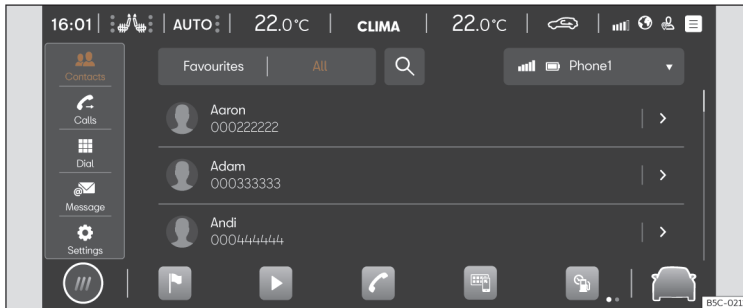 16:01 AUTO 22.0°C CLIMA 22.0°C
Contacts
Calls
Dial
Message
Settings
Favourites All
Phone1
Aaron
000222222
Adam
000333333
Andi
000444444
B5C-021